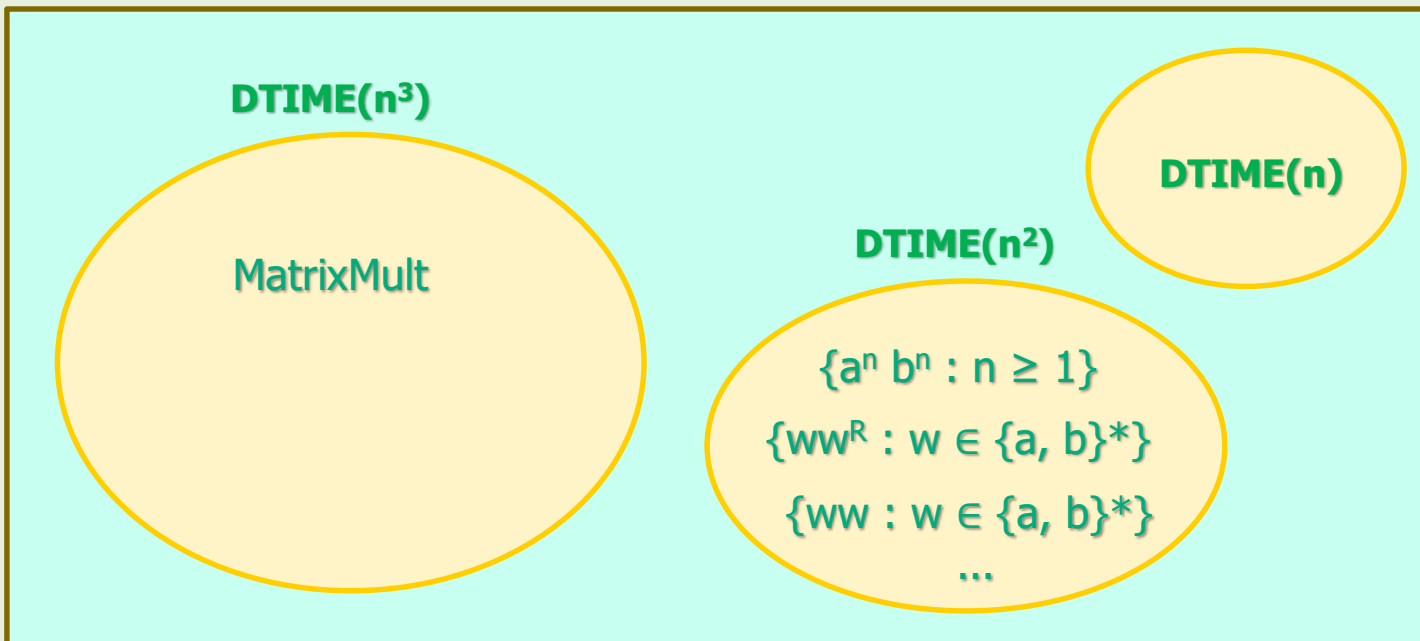 DTIME(n³)
MatrixMult
DTIME(n)
DTIME(n²)
{aⁿ bⁿ : n ≥ 1}
{wwᴿ : w ∈ {a, b}*}
{ww : w ∈ {a, b}*}
...